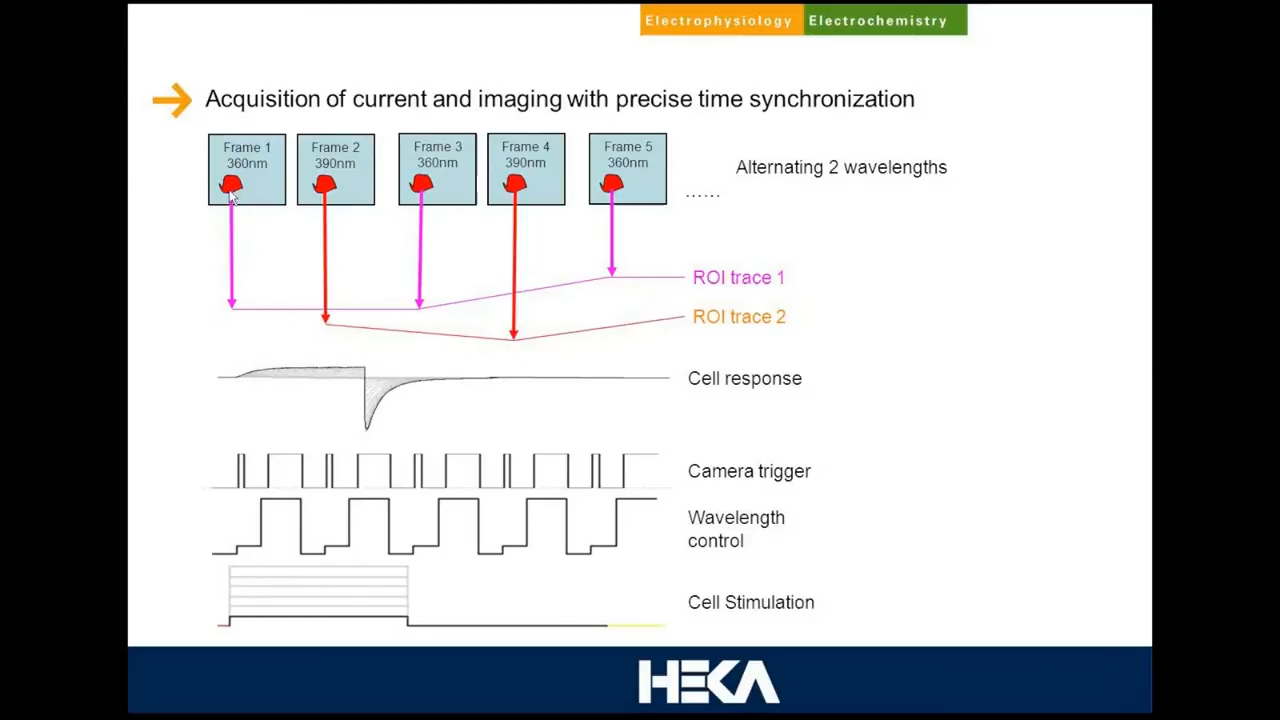 Electrophysiology Electrochemistry
Acquisition of current and imaging with precise time synchronization
Frame 1
360nm
Frame 2
390nm
Frame 3
360nm
Frame 4
390nm
Frame 5
360nm
Alternating 2 wavelengths
......
ROI trace 1
ROI trace 2
Cell response
Camera trigger
Wavelength
control
Cell Stimulation
HEKA